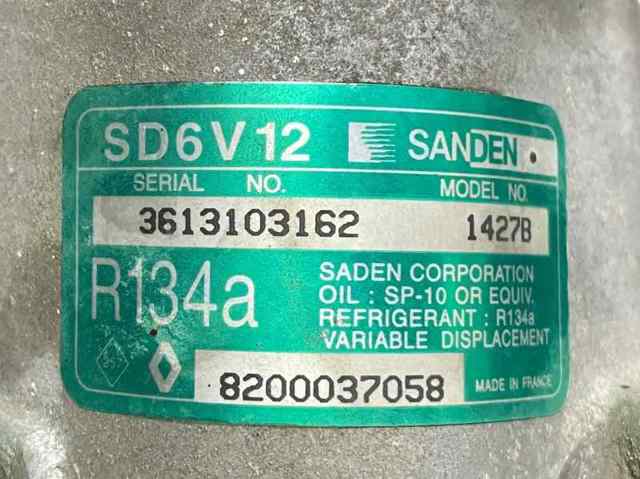 SD6V12 SANDEN
SERIAL NO. MODEL NO.
3613103162 1427B
R134a
SADEN CORPORATION
OIL : SP-10 OR EQUIV.
REFRIGERANT : R134a
VARIABLE DISPLACEMENT
8200037058 MADE IN FRANCE